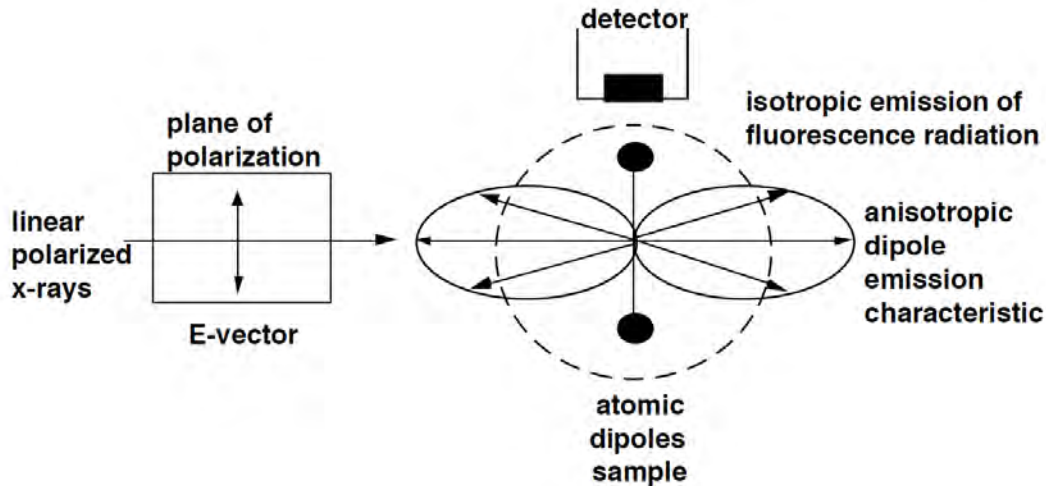 detector
plane of
polarization
linear
polarized
x-rays
E-vector
isotropic emission of
fluorescence radiation
anisotropic
dipole
emission
characteristic
atomic
dipoles
sample